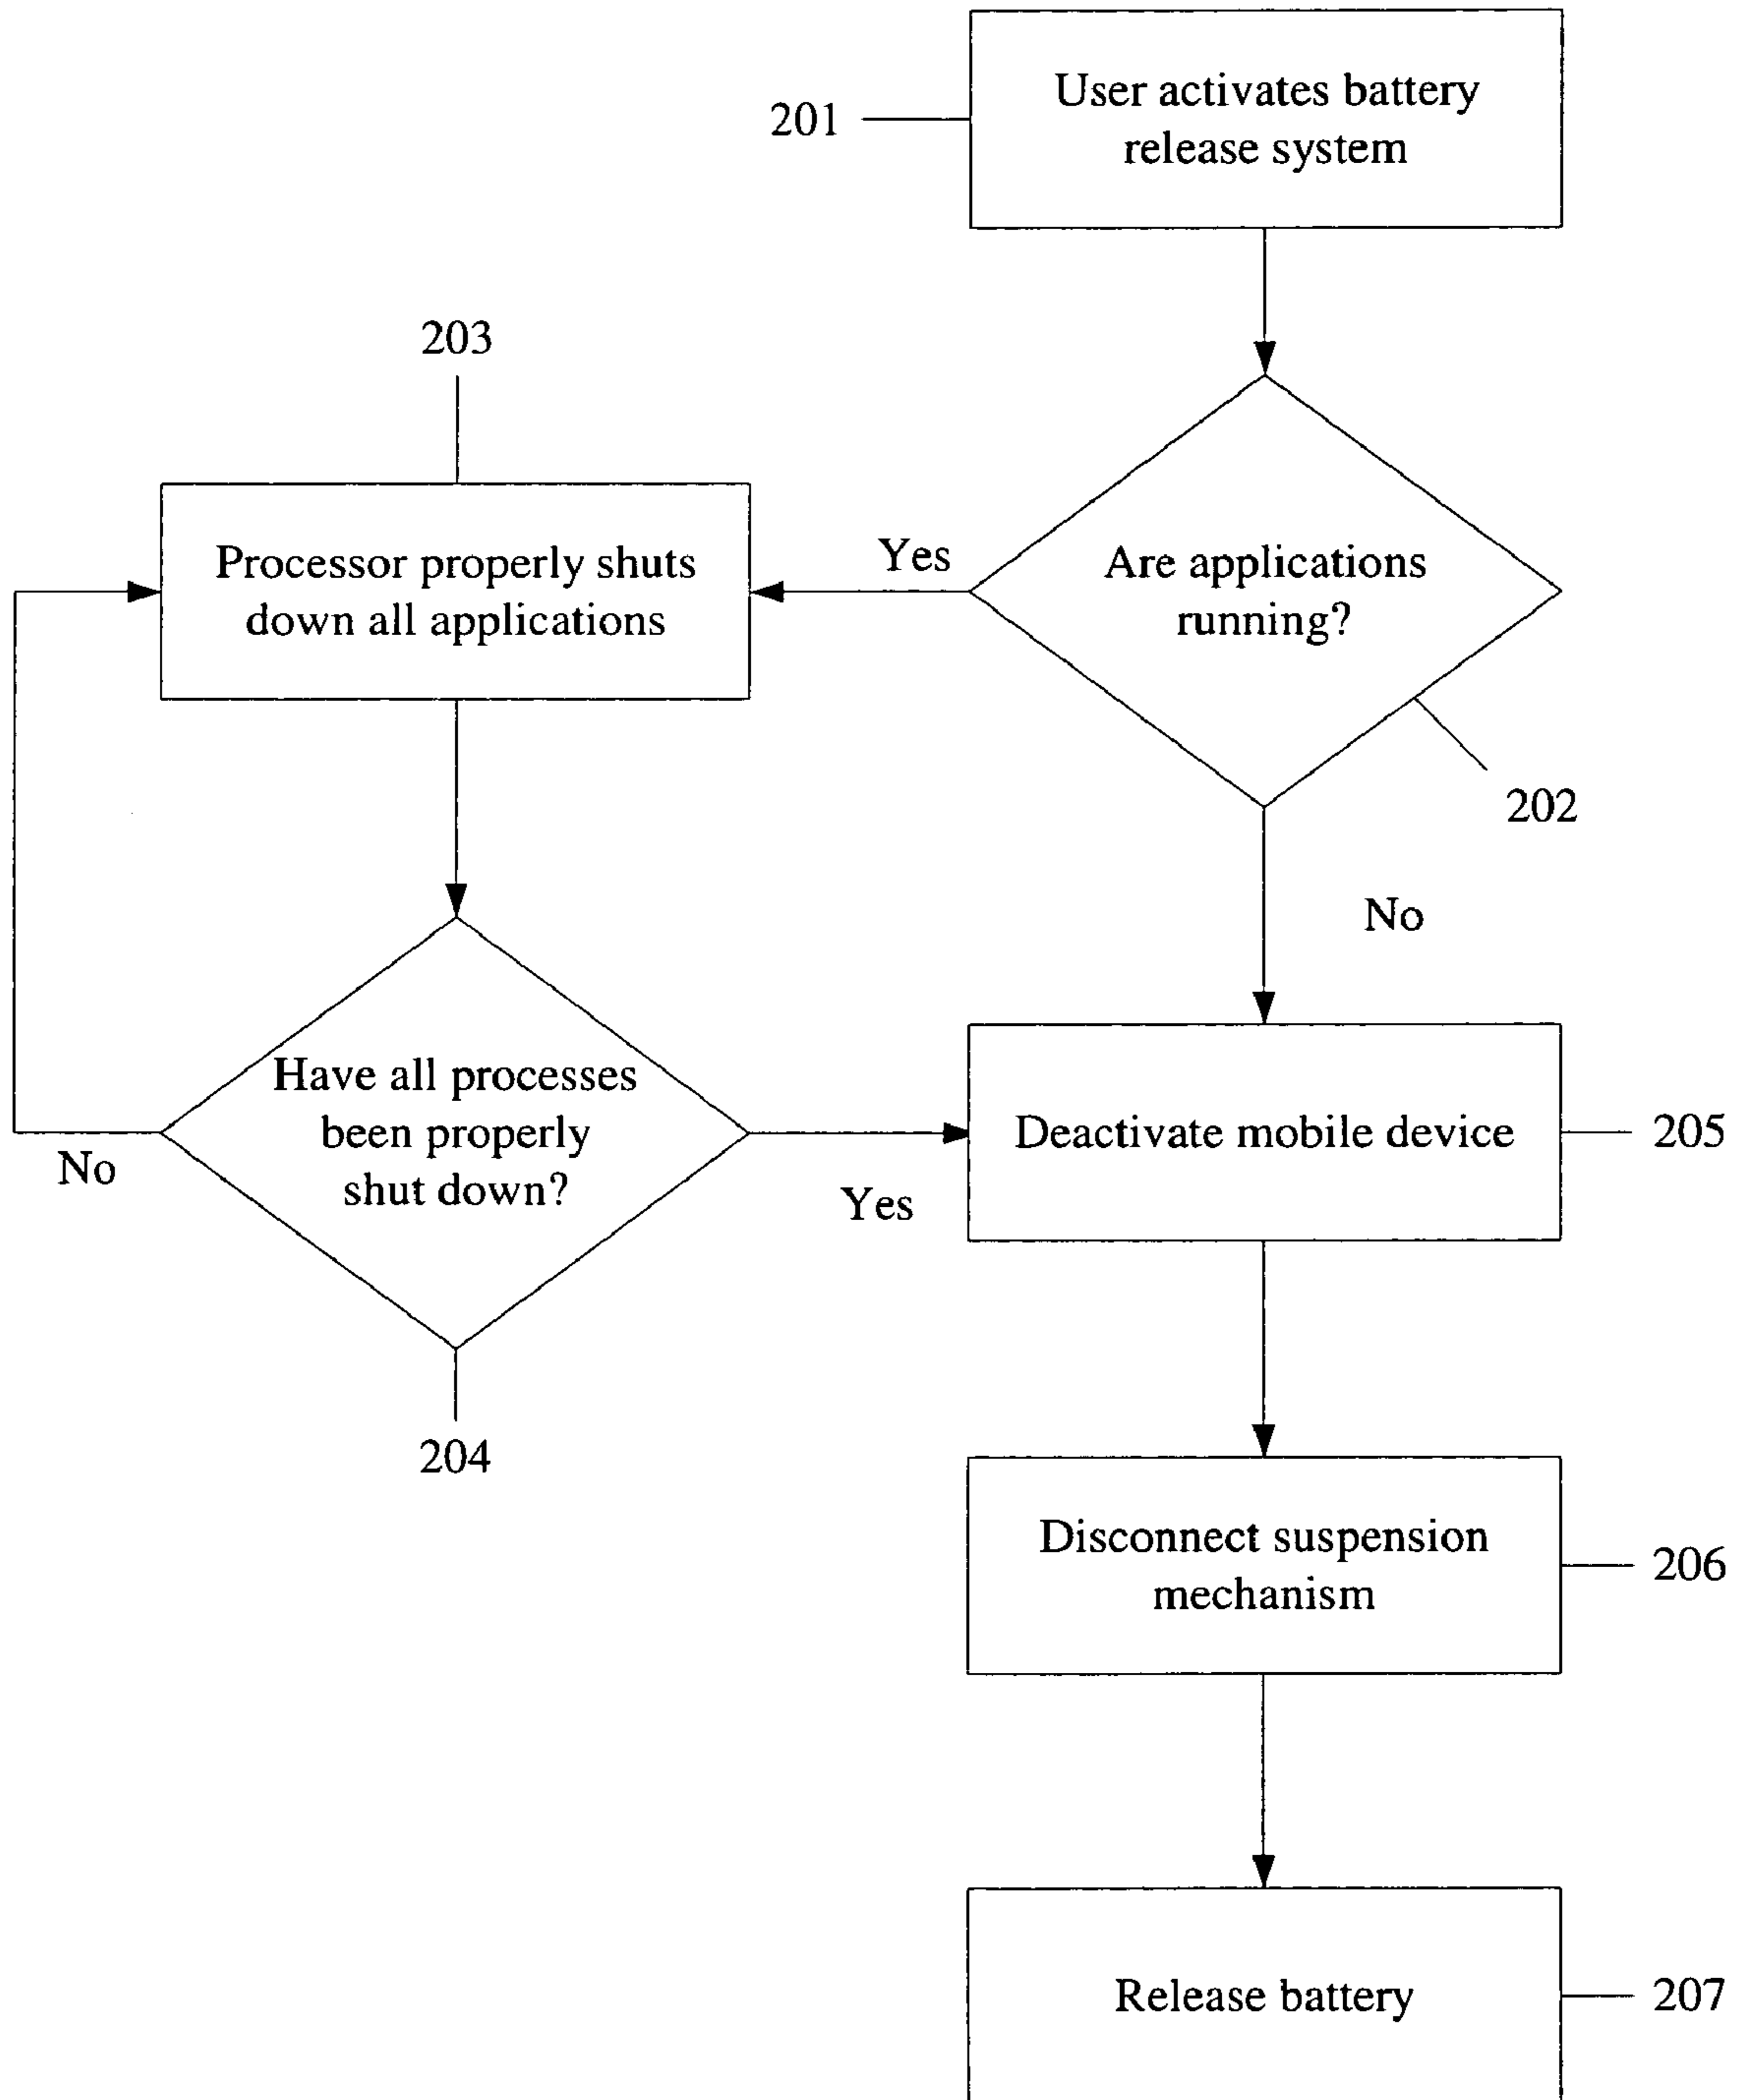 User activates battery
release system
201
203
Processor properly shuts
down all applications
Yes
Are applications
running?
202
No
Have all processes
been properly
shut down?
No
Yes
204
Deactivate mobile device
205
Disconnect suspension
mechanism
206
Release battery
207